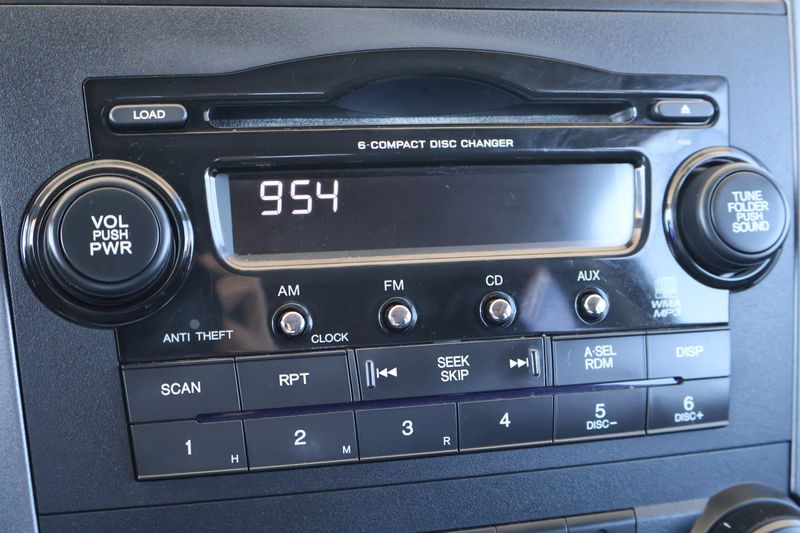 LOAD
6-COMPACT DISC CHANGER
954
VOL
PUSH
PWR
TUNE
FOLDER
PUSH
SOUND
AM
FM
CD
AUX
ANTI THEFT
CLOCK
WMA
MP3
SCAN
RPT
SEEK
SKIP
A·SEL
RDM
DISP
1 H
2 M
3 R
4
5
DISC−
6
DISC+